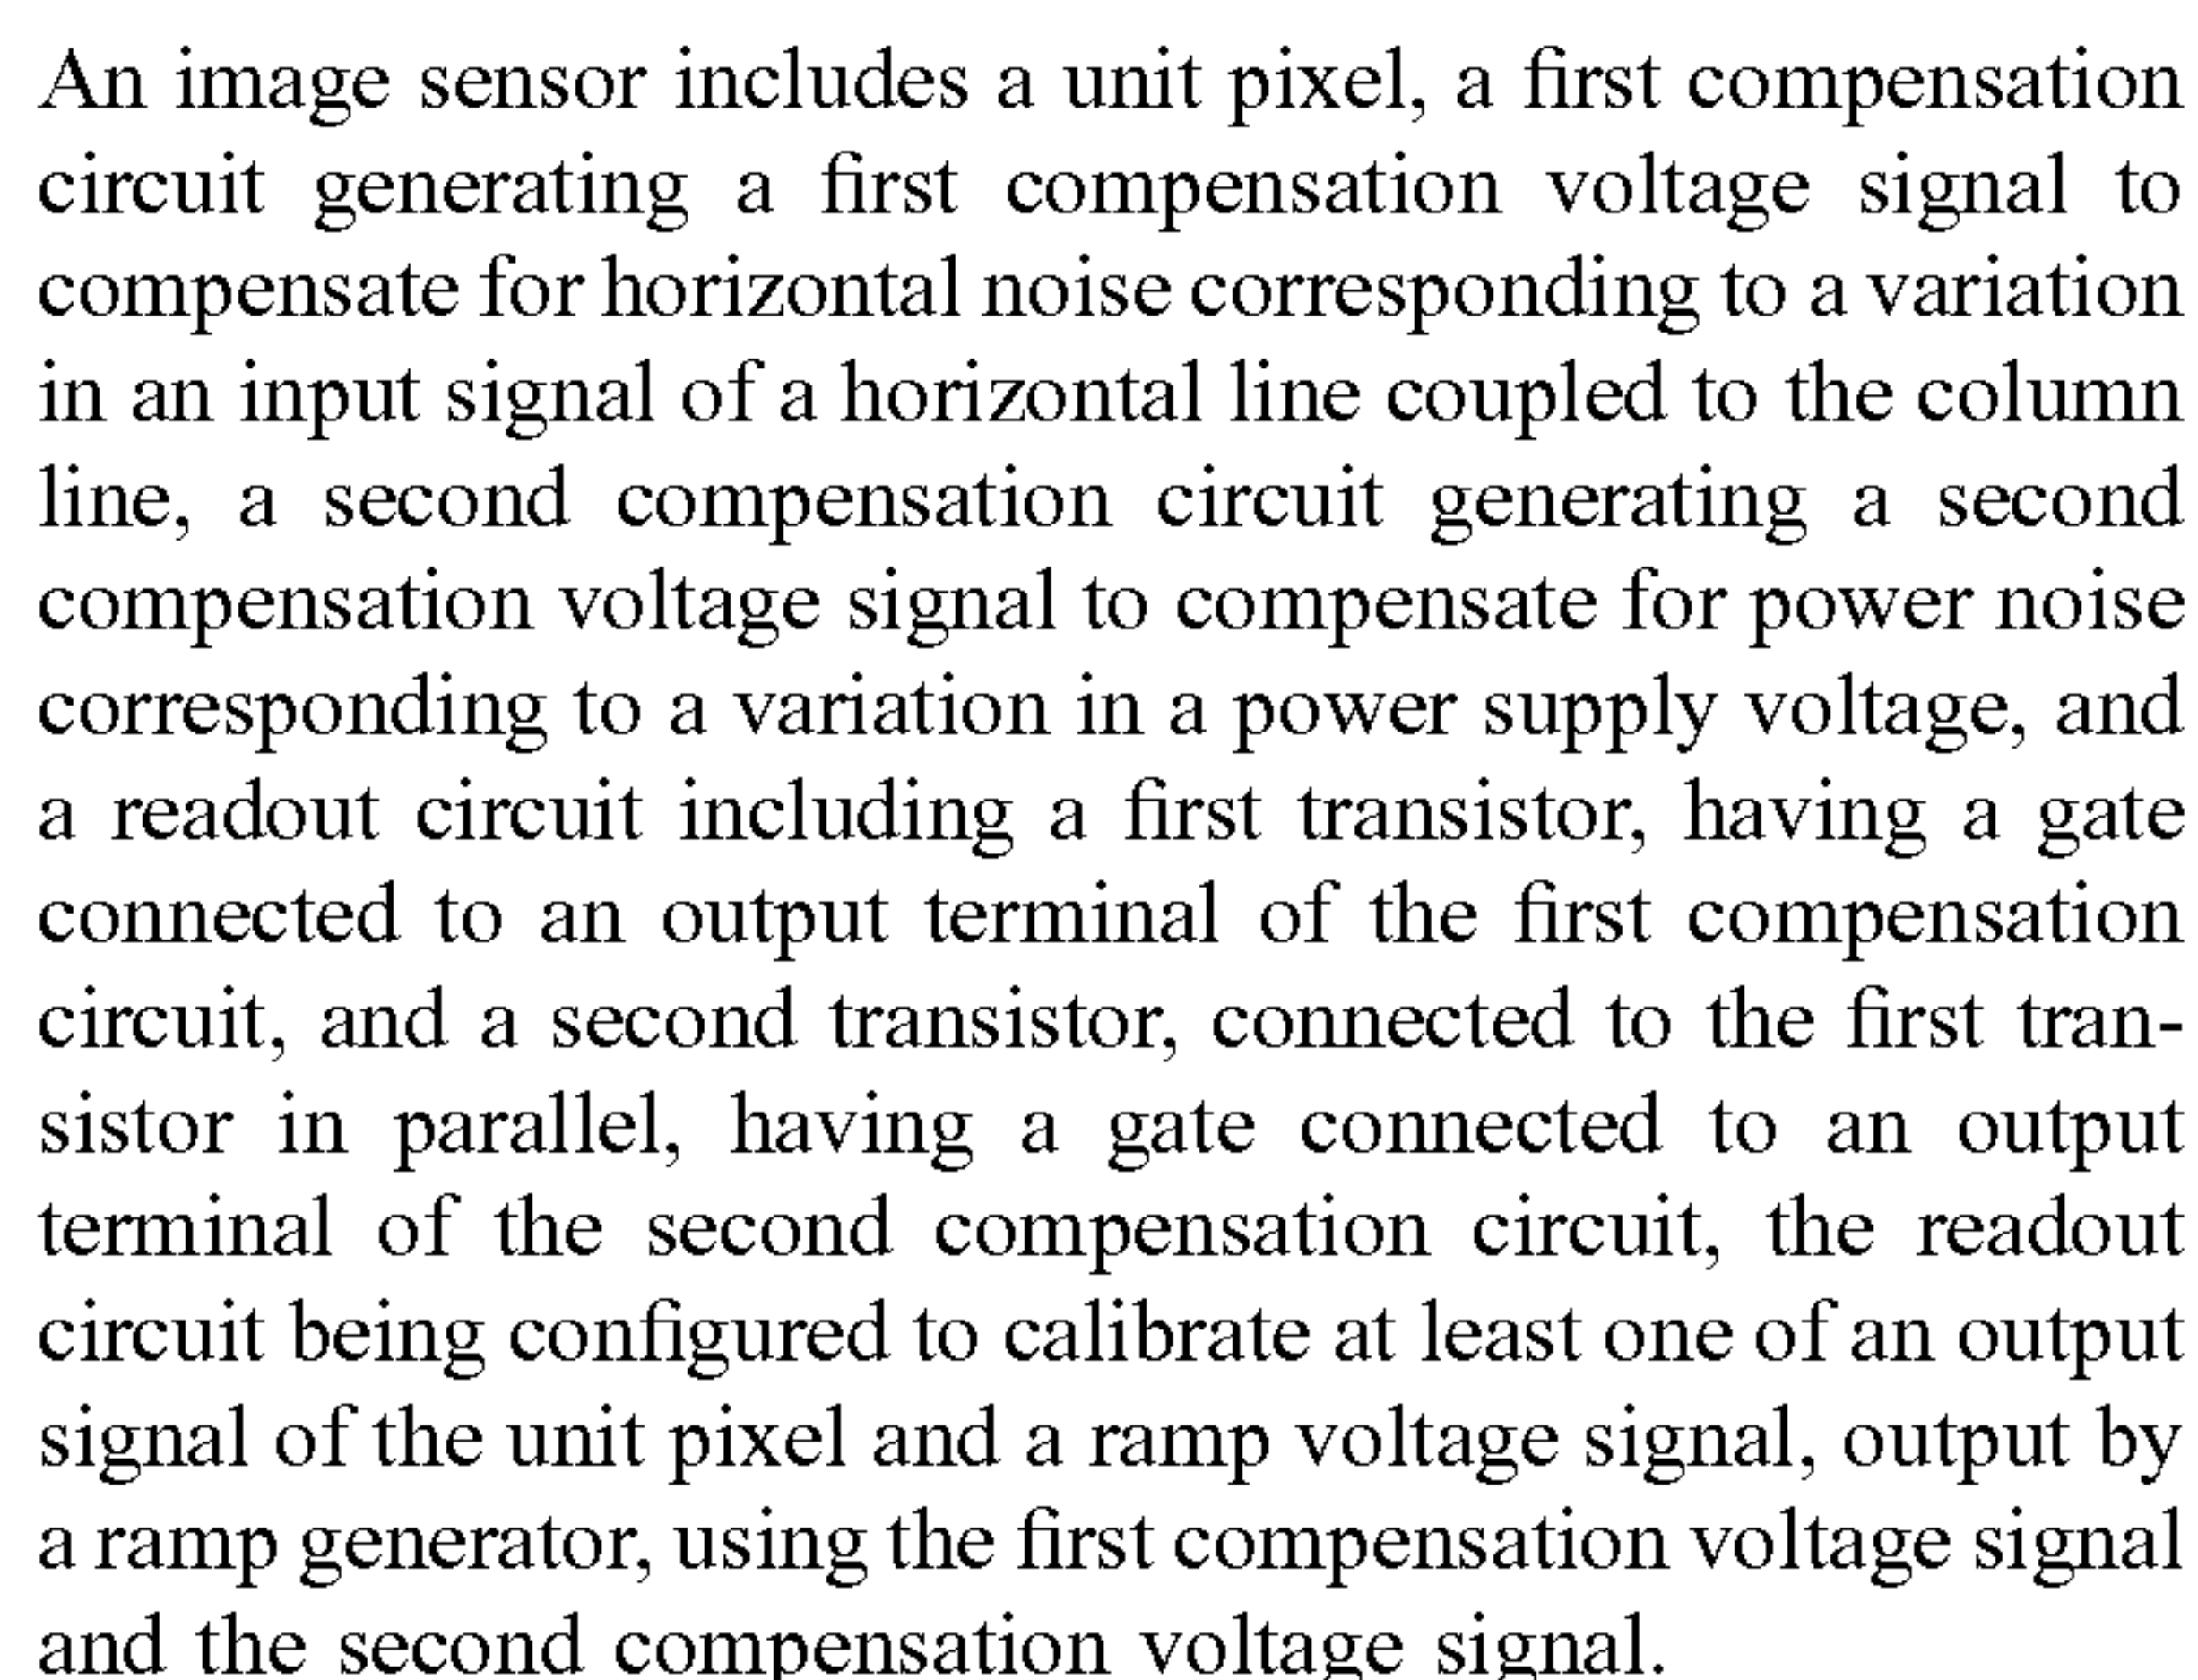 An image sensor includes a unit pixel, a first compensation
circuit generating a first compensation voltage signal to
compensate for horizontal noise corresponding to a variation
in an input signal of a horizontal line coupled to the column
line, a second compensation circuit generating a second
compensation voltage signal to compensate for power noise
corresponding to a variation in a power supply voltage, and
a readout circuit including a first transistor, having a gate
connected to an output terminal of the first compensation
circuit, and a second transistor, connected to the first tran-
sistor in parallel, having a gate connected to an output
terminal of the second compensation circuit, the readout
circuit being configured to calibrate at least one of an output
signal of the unit pixel and a ramp voltage signal, output by
a ramp generator, using the first compensation voltage signal
and the second compensation voltage signal.